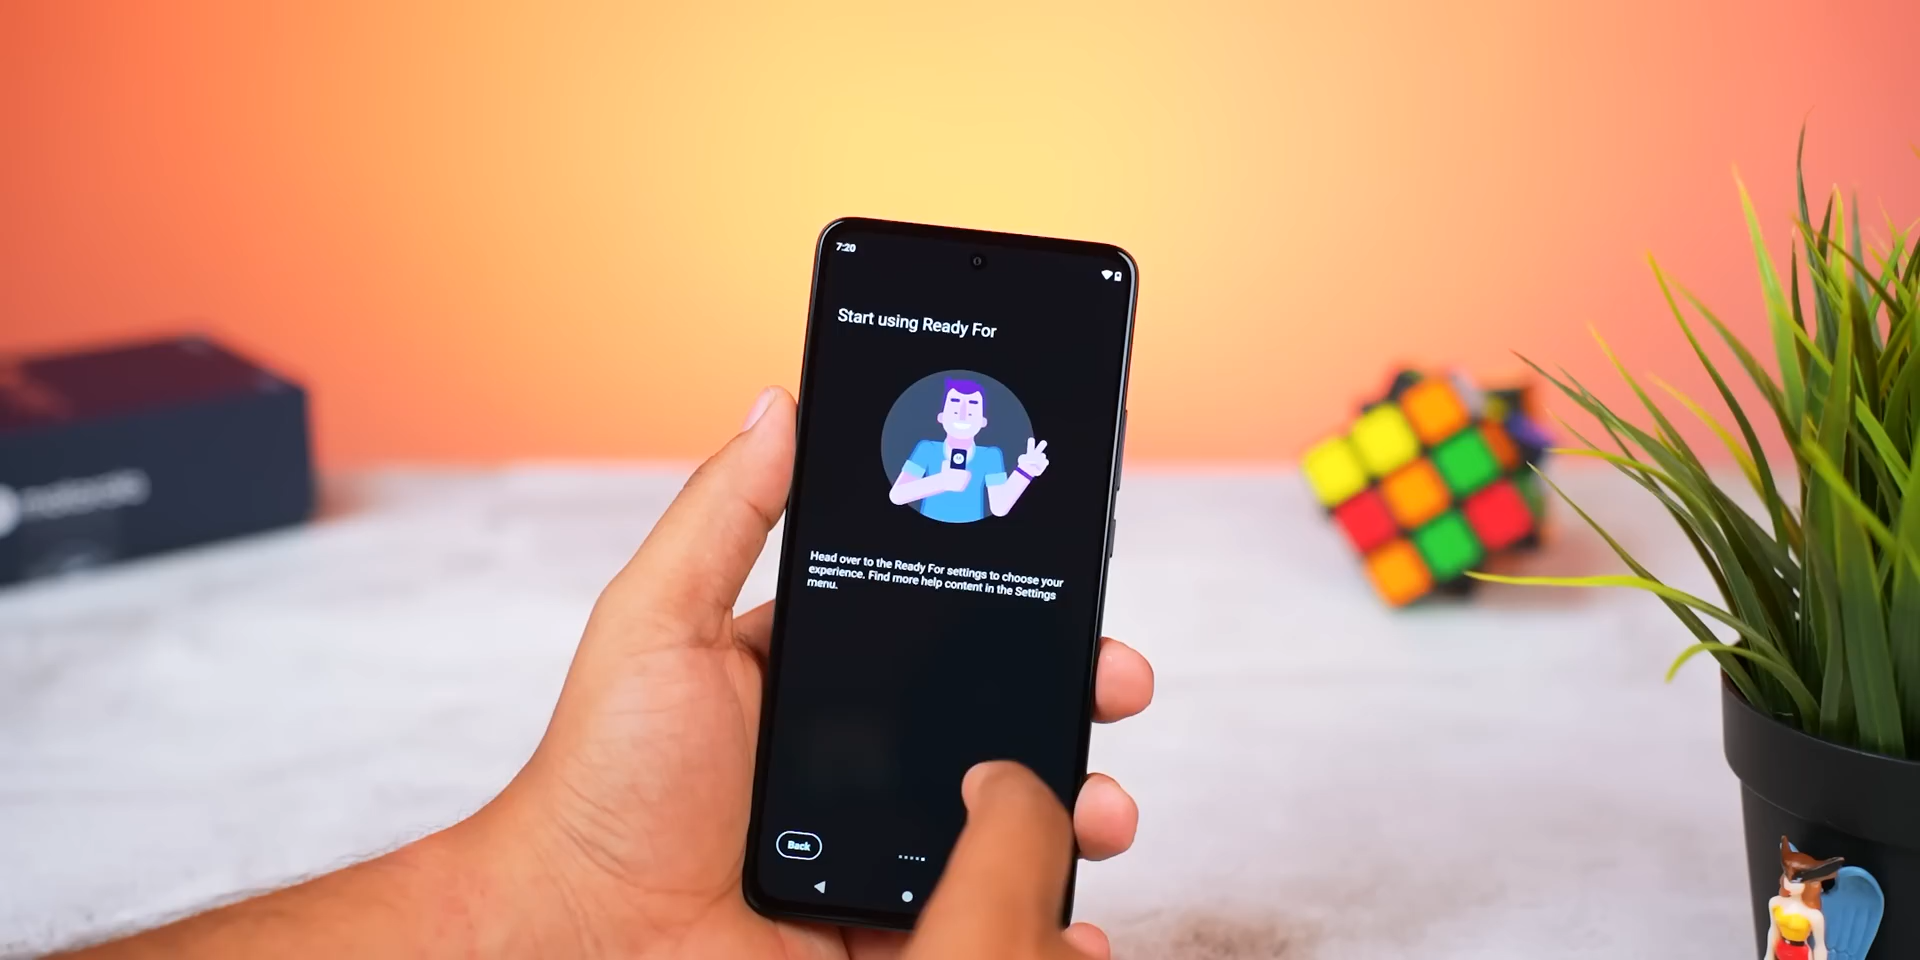 7:20
Start using Ready For
Head over to the Ready For settings to choose your
experience. Find more help content in the Settings
menu.
Back
motorola